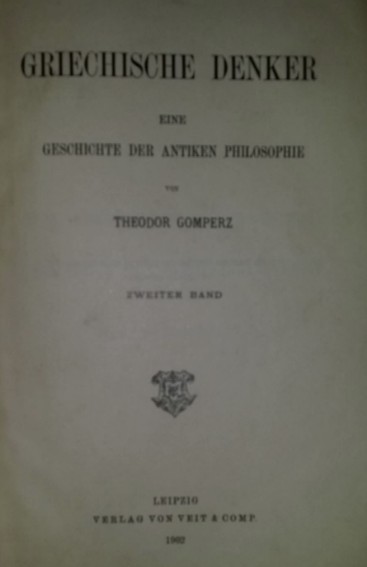 GRIECHISCHE DENKER
EINE
GESCHICHTE DER ANTIKEN PHILOSOPHIE
VON
THEODOR GOMPERZ
ZWEITER BAND
LEIPZIG
VERLAG VON VEIT & COMP.
1902